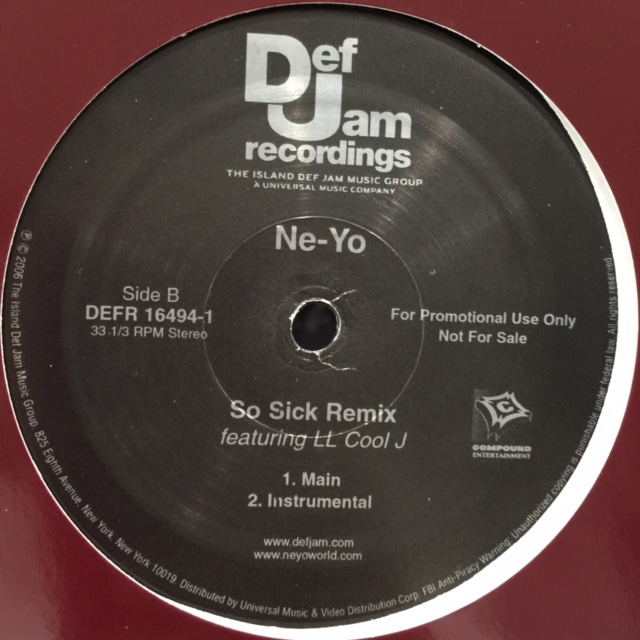 Def
Jam
recordings
THE ISLAND DEF JAM MUSIC GROUP
A UNIVERSAL MUSIC COMPANY
Ne-Yo
Side B
DEFR 16494-1
33.1/3 RPM Stereo
For Promotional Use Only
Not For Sale
So Sick Remix
featuring LL Cool J
1. Main
2. Instrumental
C
COMPOUND
ENTERTAINMENT
www.defjam.com
www.neyoworld.com
℗ © 2006 The Island Def Jam Music Group, 825 Eighth Avenue, New York, New York 10019. Distributed by Universal Music & Video Distribution Corp. FBI Anti-Piracy Warning: Unauthorized copying is punishable under federal law. All rights reserved